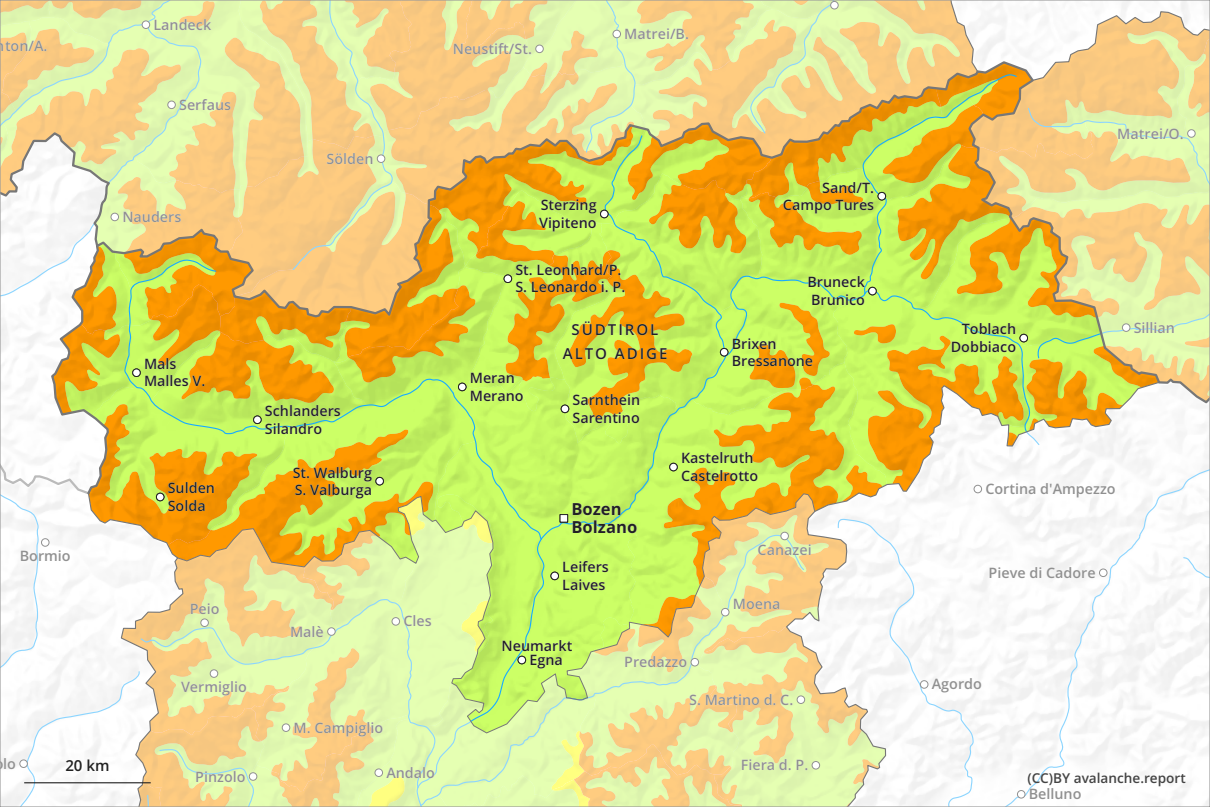 Landeck
nton/A.
Neustift/St.
Matrei/B.
Serfaus
Matrei/O.
Sölden
Nauders
Sterzing
Vipiteno
Sand/T.
Campo Tures
St. Leonhard/P.
S. Leonardo i. P.
Bruneck
Brunico
SÜDTIROL
ALTO ADIGE
Toblach
Dobbiaco
Sillian
Brixen
Bressanone
Mals
Malles V.
Meran
Merano
Schlanders
Silandro
Sarnthein
Sarentino
St. Walburg
S. Valburga
Kastelruth
Castelrotto
Sulden
Solda
Cortina d'Ampezzo
Bozen
Bolzano
Bormio
Canazei
Leifers
Laives
Pieve di Cadore
Peio
Malè
Cles
Moena
Neumarkt
Egna
Predazzo
Vermiglio
Agordo
S. Martino d. C.
M. Campiglio
20 km
olo
Pinzolo
Andalo
Fiera d. P.
(CC)BY avalanche.report
Belluno